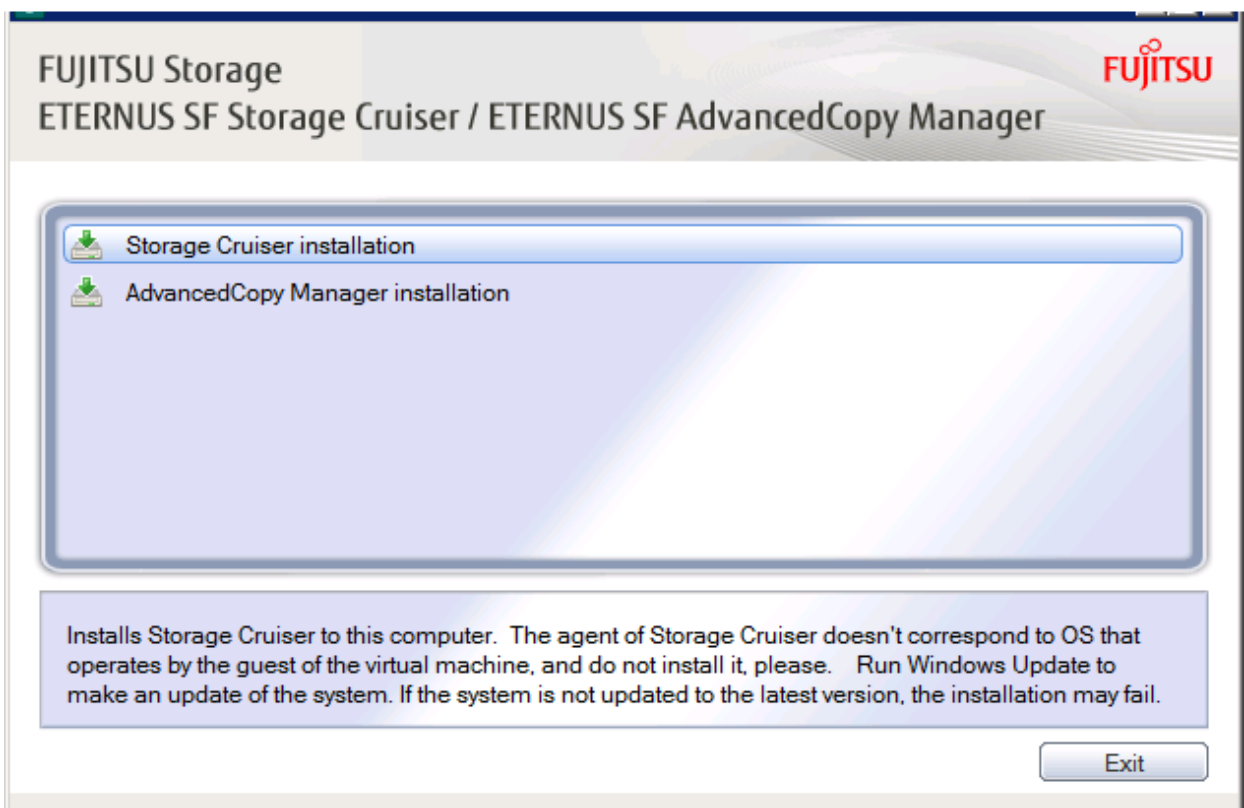 FUJITSU Storage
FUJITSU
ETERNUS SF Storage Cruiser / ETERNUS SF AdvancedCopy Manager
Storage Cruiser installation
AdvancedCopy Manager installation
Installs Storage Cruiser to this computer.  The agent of Storage Cruiser doesn't correspond to OS that
operates by the guest of the virtual machine, and do not install it, please.    Run Windows Update to
make an update of the system. If the system is not updated to the latest version, the installation may fail.
Exit